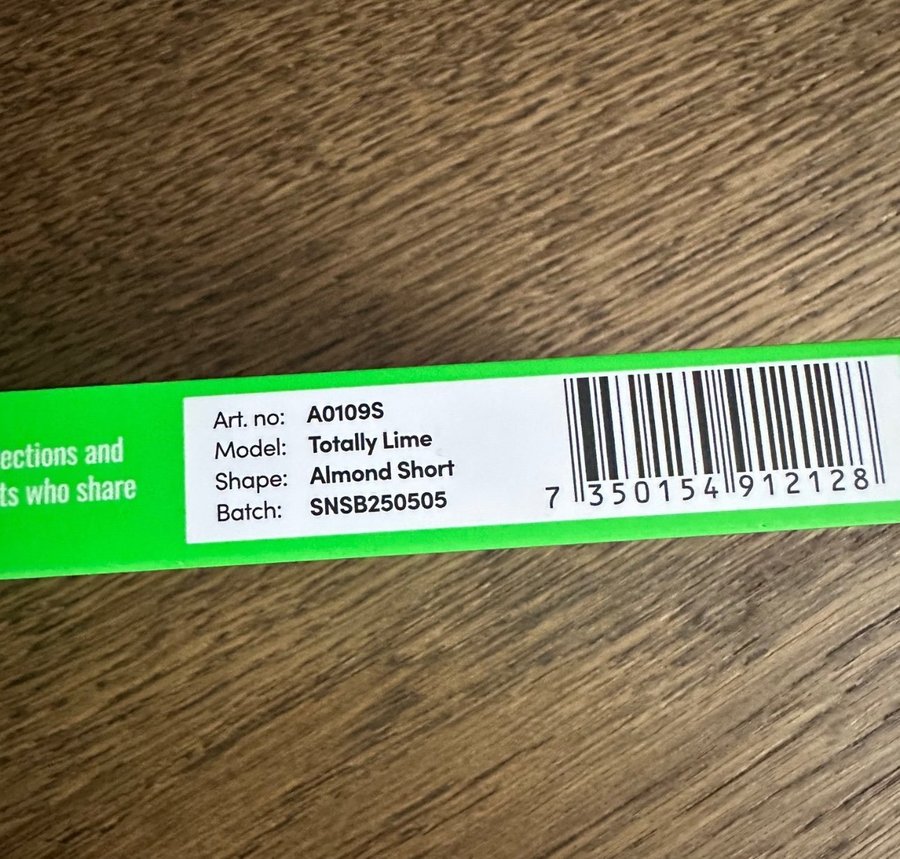 ections and
ts who share
Art. no: A0109S
Model: Totally Lime
Shape: Almond Short
Batch: SNSB250505
7 350154 912128